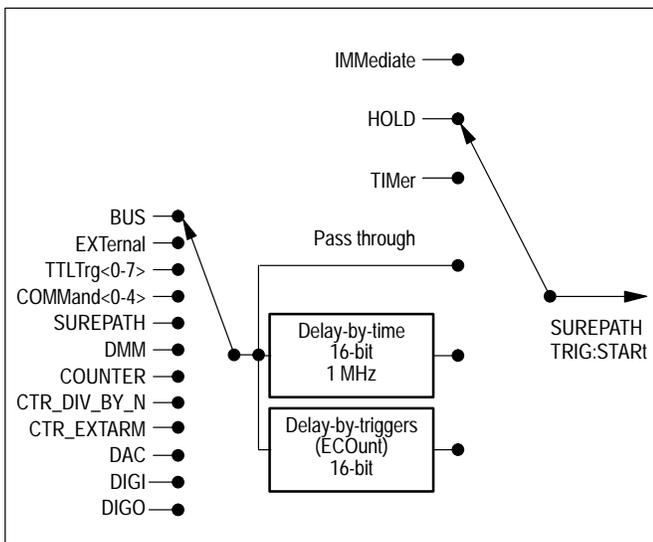 IMMediate
HOLD
TIMer
BUS
EXTernal
TTLTrg<0-7>
COMMand<0-4>
SUREPATH
DMM
COUNTER
CTR_DIV_BY_N
CTR_EXTARM
DAC
DIGI
DIGO
Pass through
Delay-by-time
16-bit
1 MHz
Delay-by-triggers
(ECOunt)
16-bit
SUREPATH
TRIG:STARt